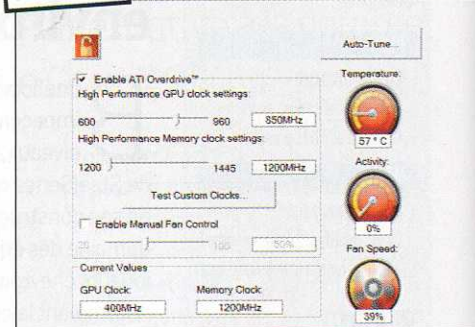 Auto-Tune...
Enable ATI Overdrive™
High Performance GPU clock settings:
600 960 850MHz
High Performance Memory clock settings:
1200 1445 1200MHz
Test Custom Clocks...
Enable Manual Fan Control
50%
Current Values
GPU Clock: Memory Clock:
400MHz 1200MHz
Temperature:
57 ° C
Activity:
0%
Fan Speed:
39%